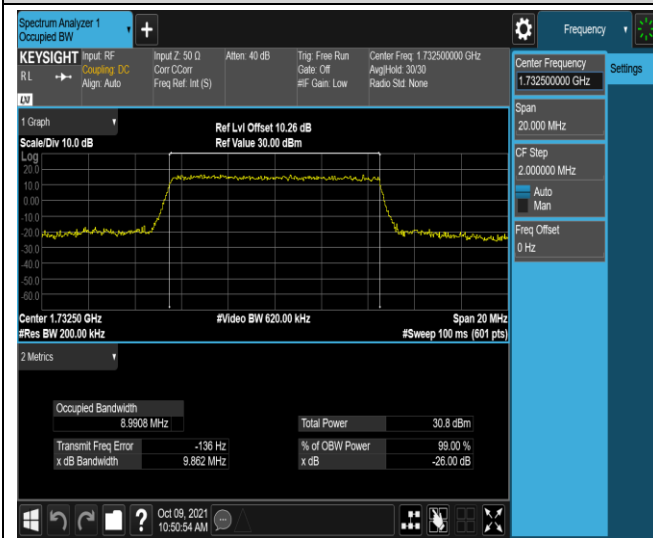 Spectrum Analyzer 1
Occupied BW
+
Frequency
KEYSIGHT
RL
LXI
Input: RF
Coupling: DC
Align: Auto
Input Z: 50 Ω
Corr CCorr
Freq Ref: Int (S)
Atten: 40 dB
Trig: Free Run
Gate: Off
#IF Gain: Low
Center Freq: 1.732500000 GHz
Avg|Hold: 30/30
Radio Std: None
Center Frequency
1.732500000 GHz
Settings
Span
20.000 MHz
CF Step
2.000000 MHz
Auto
Man
Freq Offset
0 Hz
1 Graph
Scale/Div 10.0 dB
Ref Lvl Offset 10.26 dB
Ref Value 30.00 dBm
Log
20.0
10.0
0.00
-10.0
-20.0
-30.0
-40.0
-50.0
-60.0
Center 1.73250 GHz
#Video BW 620.00 kHz
Span 20 MHz
#Res BW 200.00 kHz
#Sweep 100 ms (601 pts)
2 Metrics
Occupied Bandwidth
8.9908 MHz
Total Power 30.8 dBm
Transmit Freq Error -136 Hz
% of OBW Power 99.00 %
x dB Bandwidth 9.862 MHz
x dB -26.00 dB
?
Oct 09, 2021
10:50:54 AM